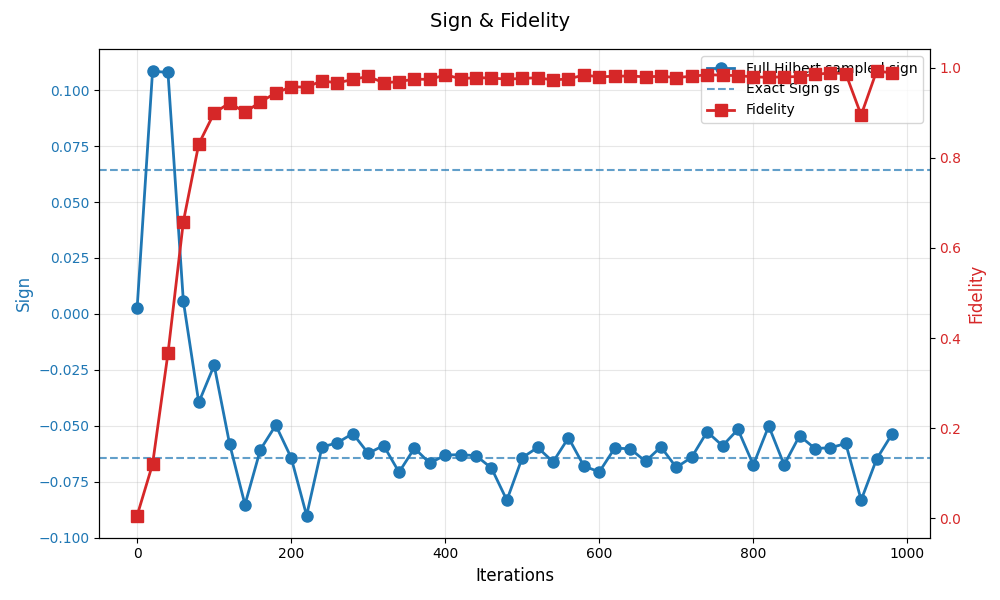 Sign & Fidelity
Full Hilbert sampled sign
Exact Sign gs
Fidelity
0.100
0.075
0.050
0.025
0.000
−0.025
−0.050
−0.075
−0.100
Sign
1.0
0.8
0.6
0.4
0.2
0.0
Fidelity
0 200 400 600 800 1000
Iterations